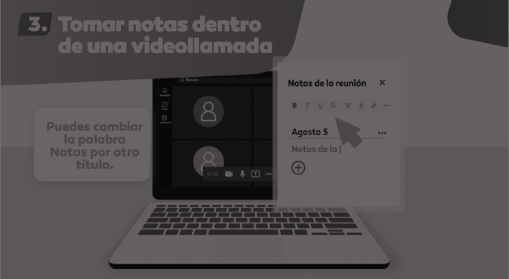 3. Tomar notas dentro
de una videollamada
Buscar
Notas de la reunión ×
B I U S
Agosto 5 ...
Notas de la
Puedes cambiar
la palabra
Notas por otro
título.